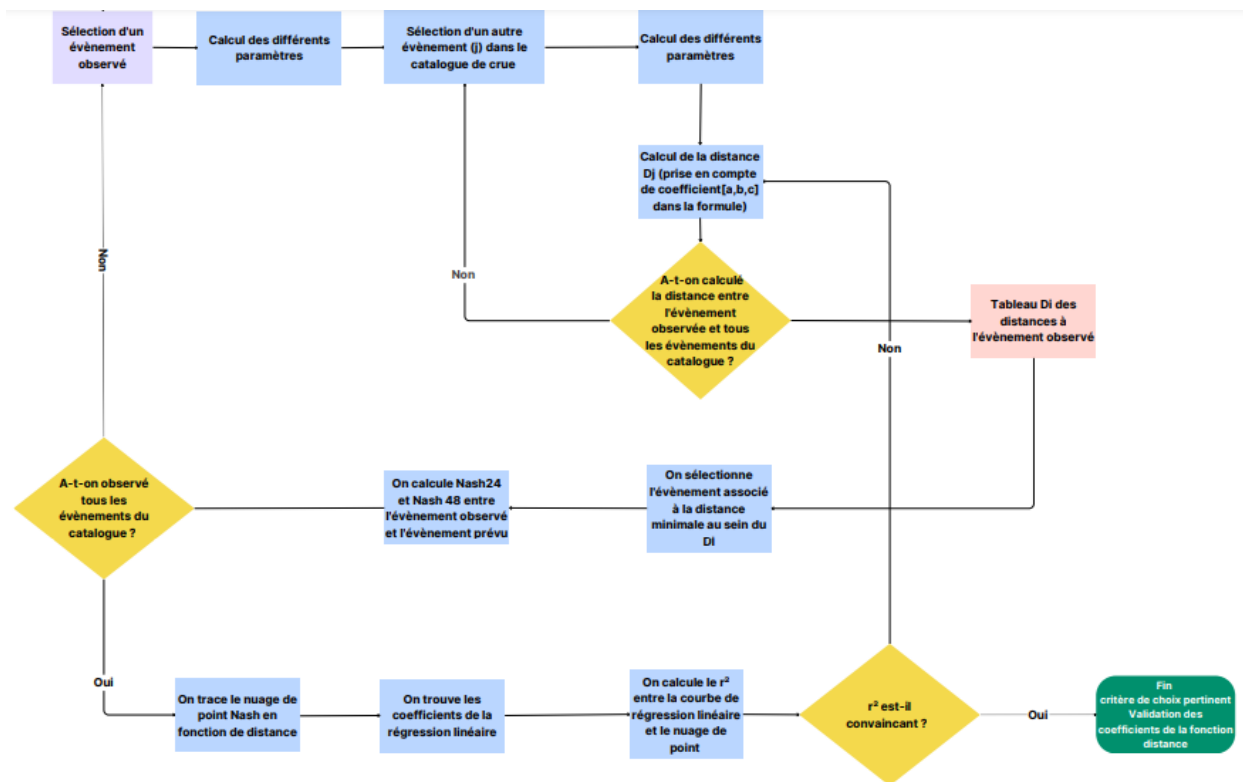 Sélection d'un
évènement
observé
Calcul des différents
paramètres
Sélection d'un autre
évènement (j) dans le
catalogue de crue
Calcul des différents
paramètres
Calcul de la distance
Dj (prise en compte
de coefficient[a,b,c]
dans la formule)
Non
Non
A-t-on calculé
la distance entre
l'évènement
observée et tous
les évènements du
catalogue ?
Tableau Di des
distances à
l'évènement observé
Non
A-t-on observé
tous les
évènements du
catalogue ?
On calcule Nash24
et Nash 48 entre
l'évènement observé
et l'évènement prévu
On sélectionne
l'évènement associé
à la distance
minimale au sein du
Di
Oui
On trace le nuage de
point Nash en
fonction de distance
On trouve les
coefficients de la
régression linéaire
On calcule le r²
entre la courbe de
régression linéaire
et le nuage de
point
r² est-il
convaincant ?
Oui
Fin
critère de choix pertinent
Validation des
coefficients de la fonction
distance